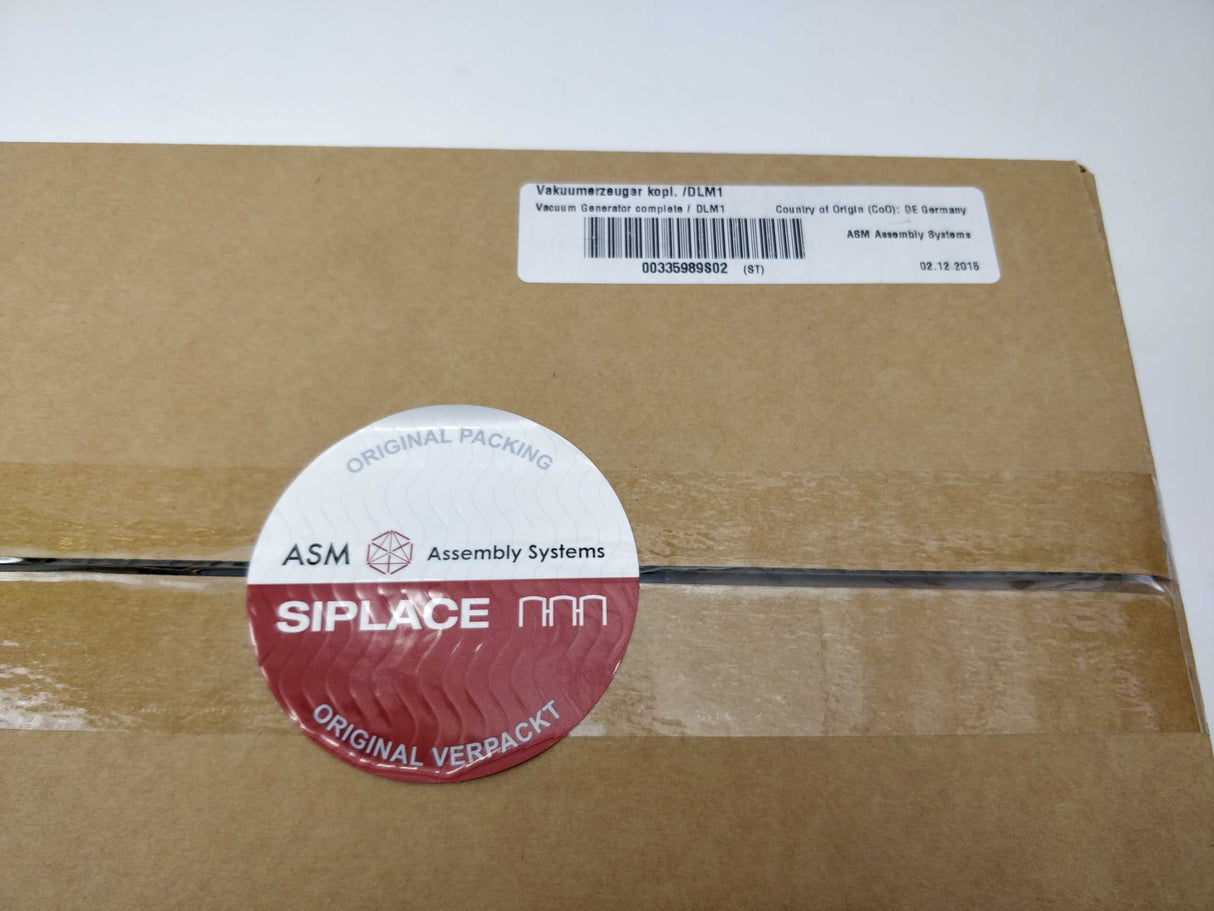 Vakuumerzeuger kopl. /DLM1
Vacuum Generator complete / DLM1 Country of Origin (CoO): DE Germany
ASM Assembly Systems
00335989S02 (ST) 02.12.2015
ORIGINAL PACKING
ASM Assembly Systems
SIPLACE
ORIGINAL VERPACKT